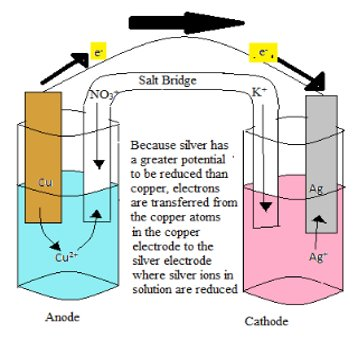 e-
e-
Salt Bridge
NO3-
K+
Because silver has
a greater potential
to be reduced than
copper, electrons
are transferred from
the copper atoms
in the copper
electrode to the
silver electrode
where silver ions in
solution are reduced
Cu
Ag
Cu2+
Ag+
Anode
Cathode